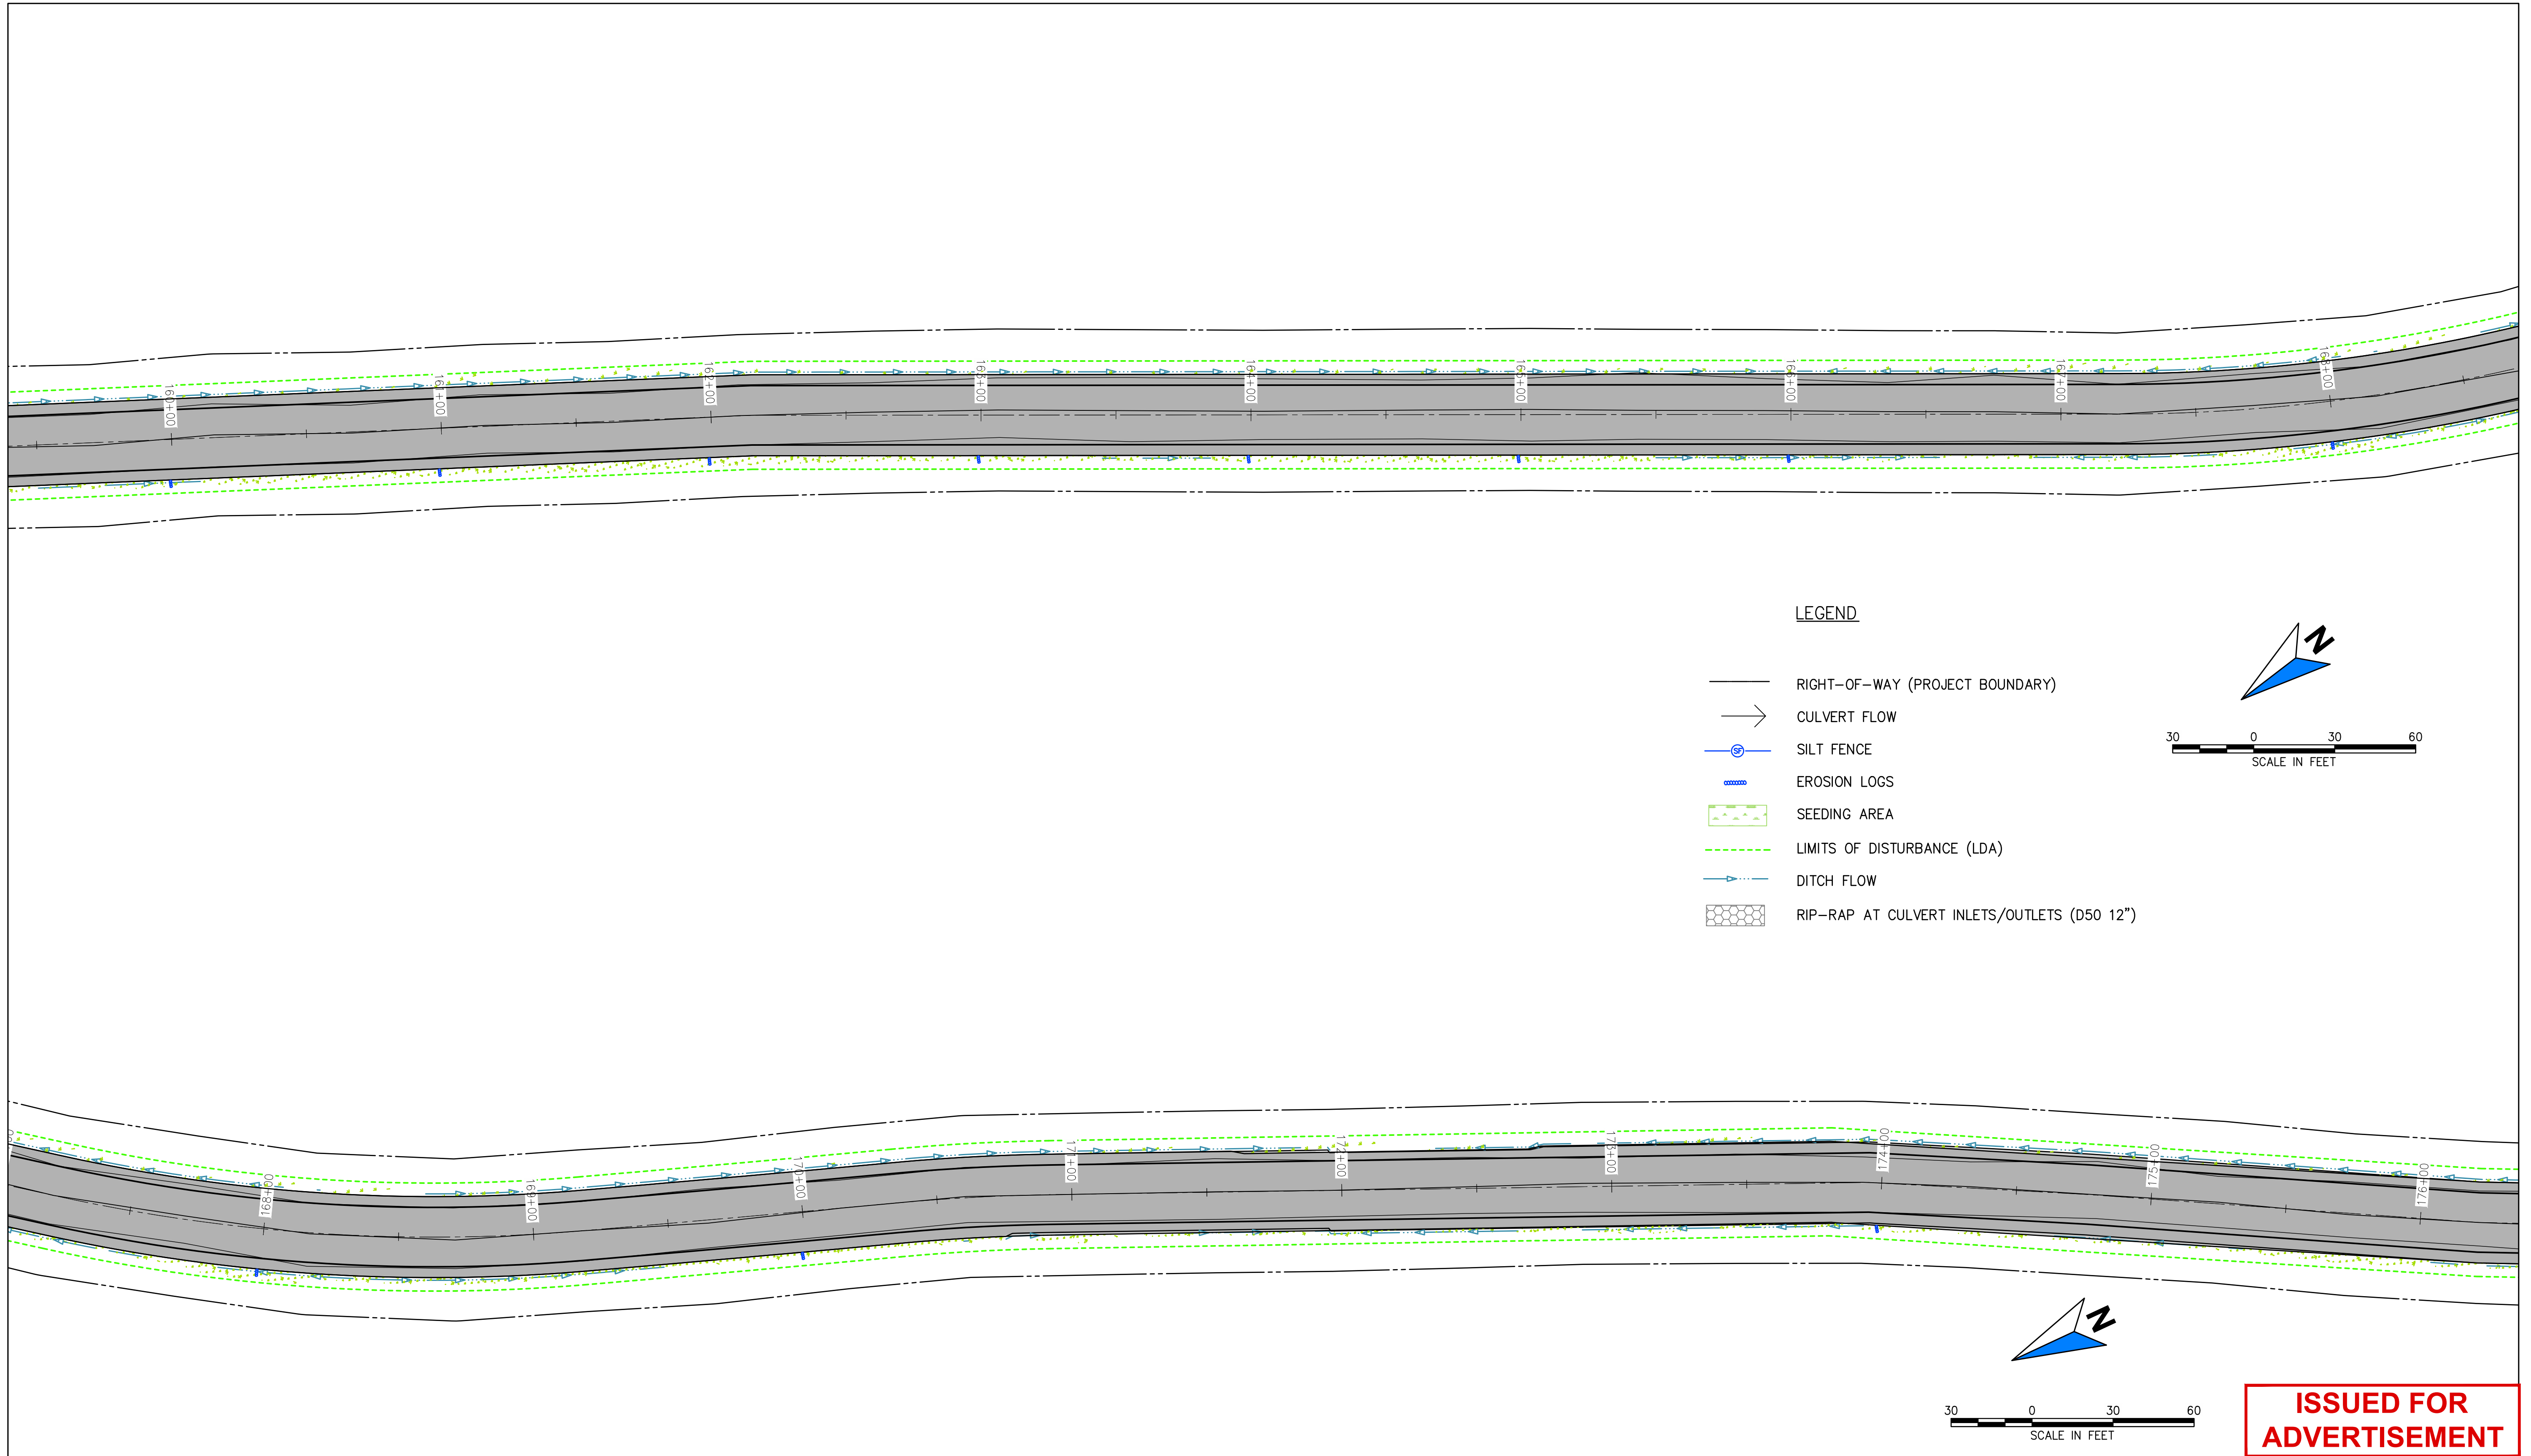 160+00
161+00
162+00
163+00
164+00
165+00
166+00
167+00
168+00
LEGEND
RIGHT-OF-WAY (PROJECT BOUNDARY)
CULVERT FLOW
SF
SILT FENCE
EROSION LOGS
SEEDING AREA
LIMITS OF DISTURBANCE (LDA)
DITCH FLOW
RIP-RAP AT CULVERT INLETS/OUTLETS (D50 12")
N
30 0 30 60
SCALE IN FEET
168+00
169+00
170+00
171+00
172+00
173+00
174+00
175+00
176+00
N
30 0 30 60
SCALE IN FEET
ISSUED FOR
ADVERTISEMENT